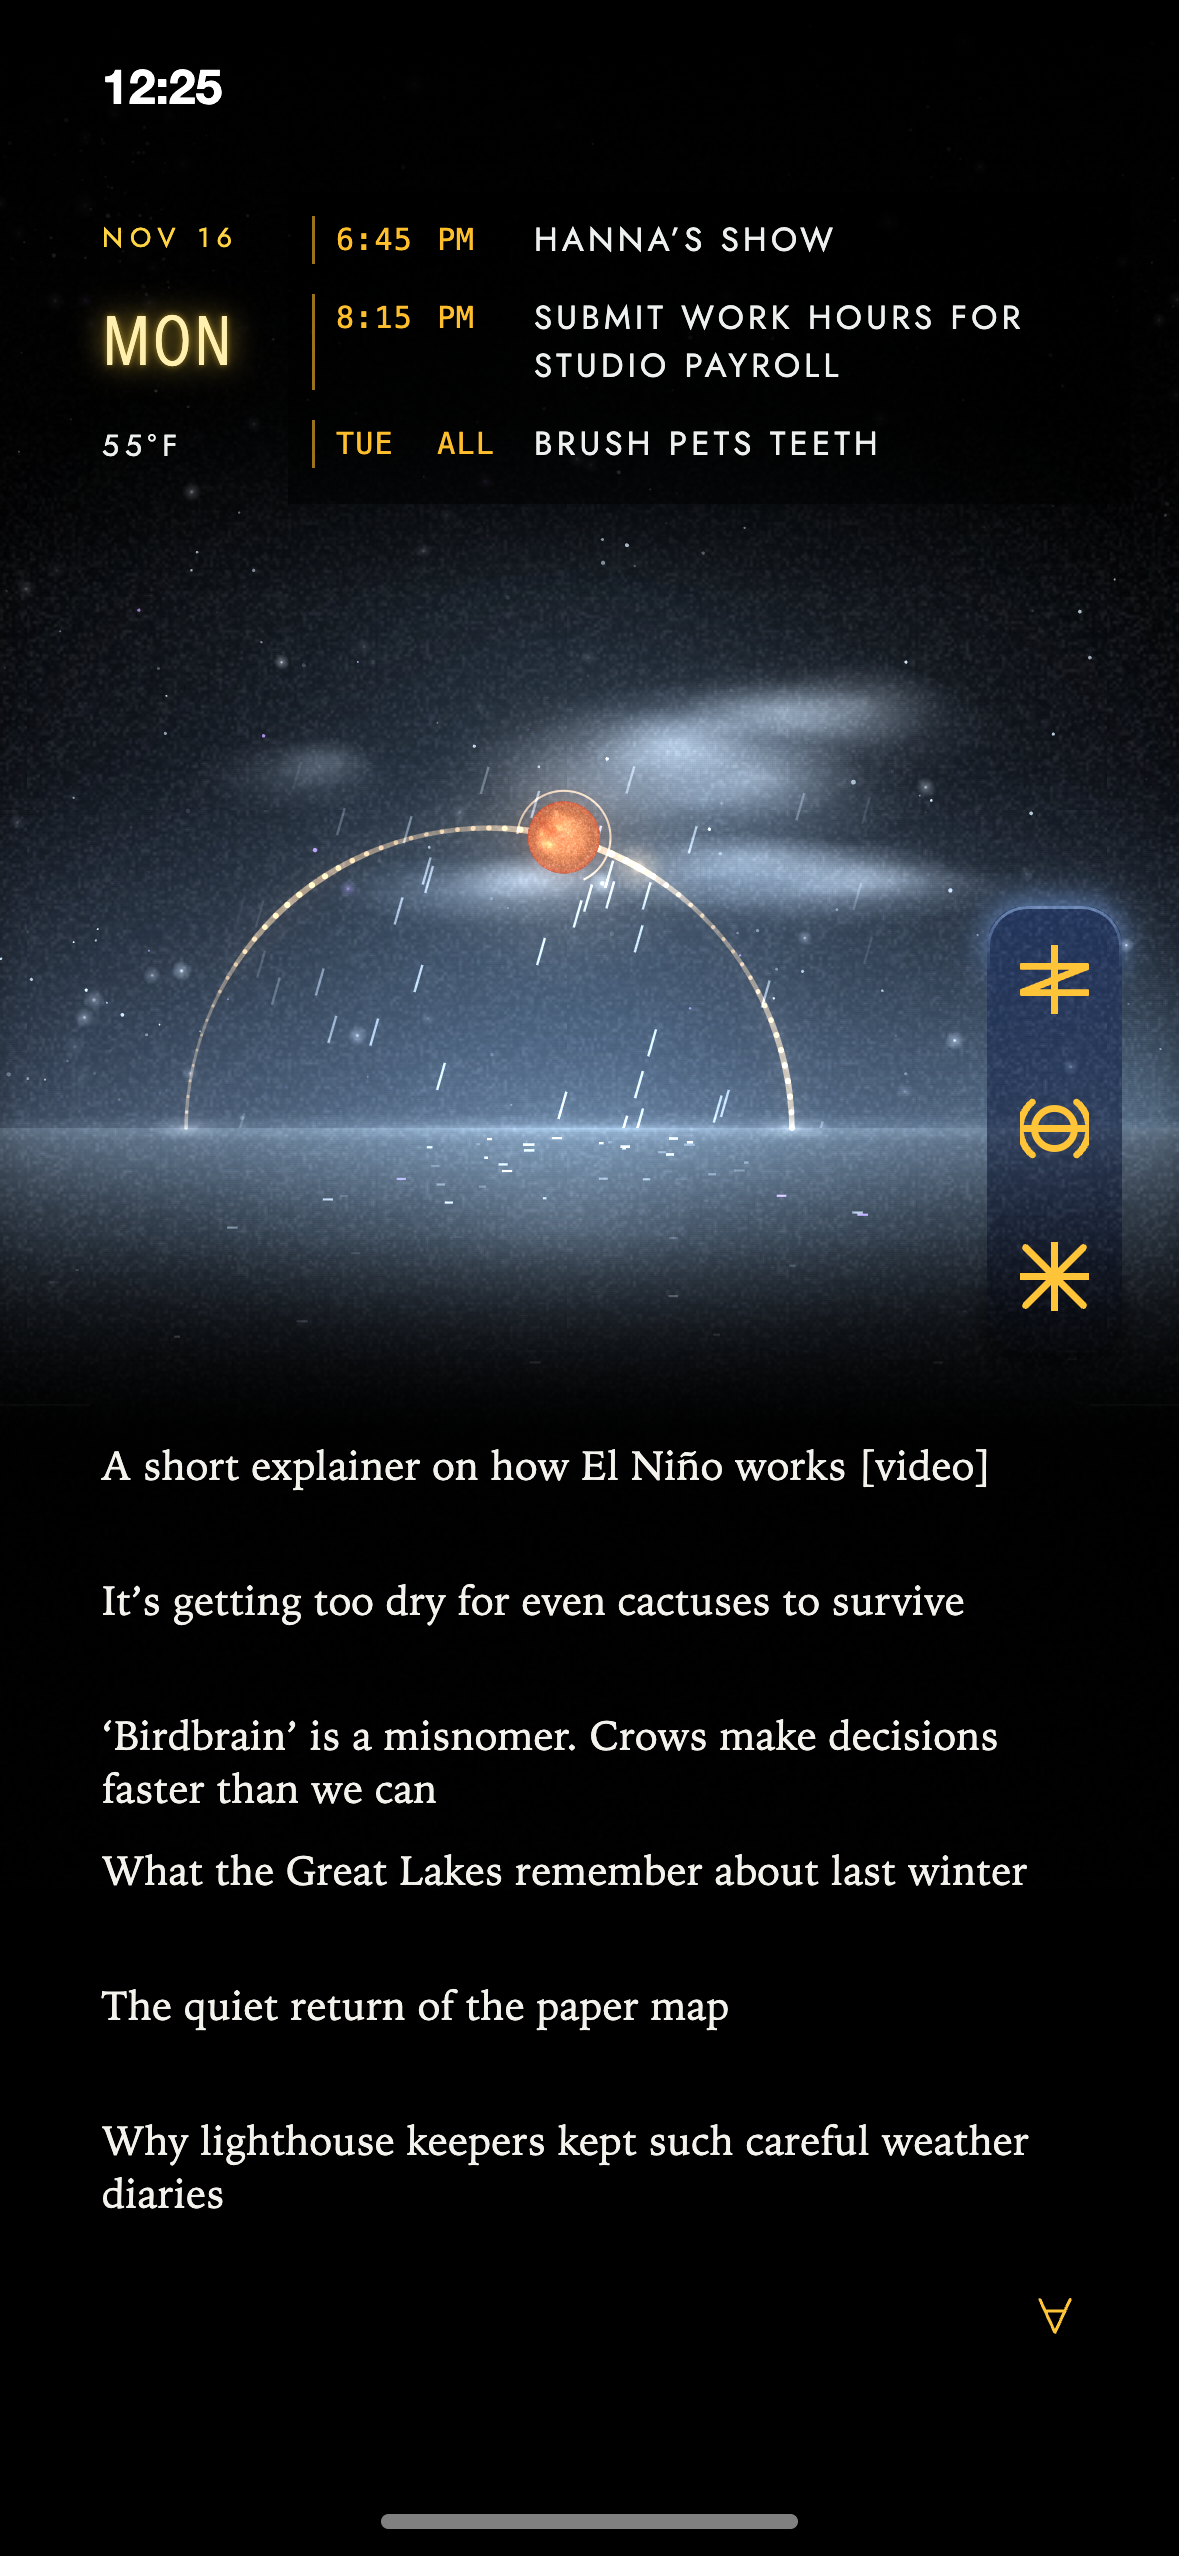 12:25
NOV 16
MON
55°F
6:45 PM HANNA’S SHOW
8:15 PM SUBMIT WORK HOURS FOR
STUDIO PAYROLL
TUE ALL BRUSH PETS TEETH
A short explainer on how El Niño works [video]
It’s getting too dry for even cactuses to survive
‘Birdbrain’ is a misnomer. Crows make decisions
faster than we can
What the Great Lakes remember about last winter
The quiet return of the paper map
Why lighthouse keepers kept such careful weather
diaries